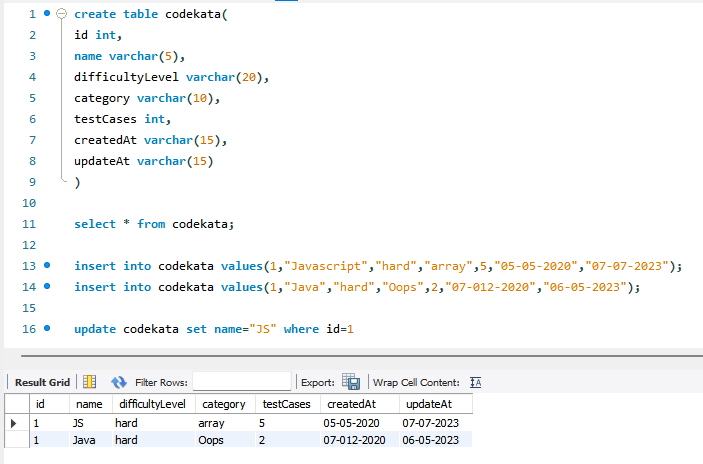 1 create table codekata(
2 id int,
3 name varchar(5),
4 difficultyLevel varchar(20),
5 category varchar(10),
6 testCases int,
7 createdAt varchar(15),
8 updateAt varchar(15)
9 )
10
11 select * from codekata;
12
13 insert into codekata values(1,"Javascript","hard","array",5,"05-05-2020","07-07-2023");
14 insert into codekata values(1,"Java","hard","Oops",2,"07-012-2020","06-05-2023");
15
16 update codekata set name="JS" where id=1
Result Grid Filter Rows: Export: Wrap Cell Content: IA
id name difficultyLevel category testCases createdAt updateAt
1 JS hard array 5 05-05-2020 07-07-2023
1 Java hard Oops 2 07-012-2020 06-05-2023